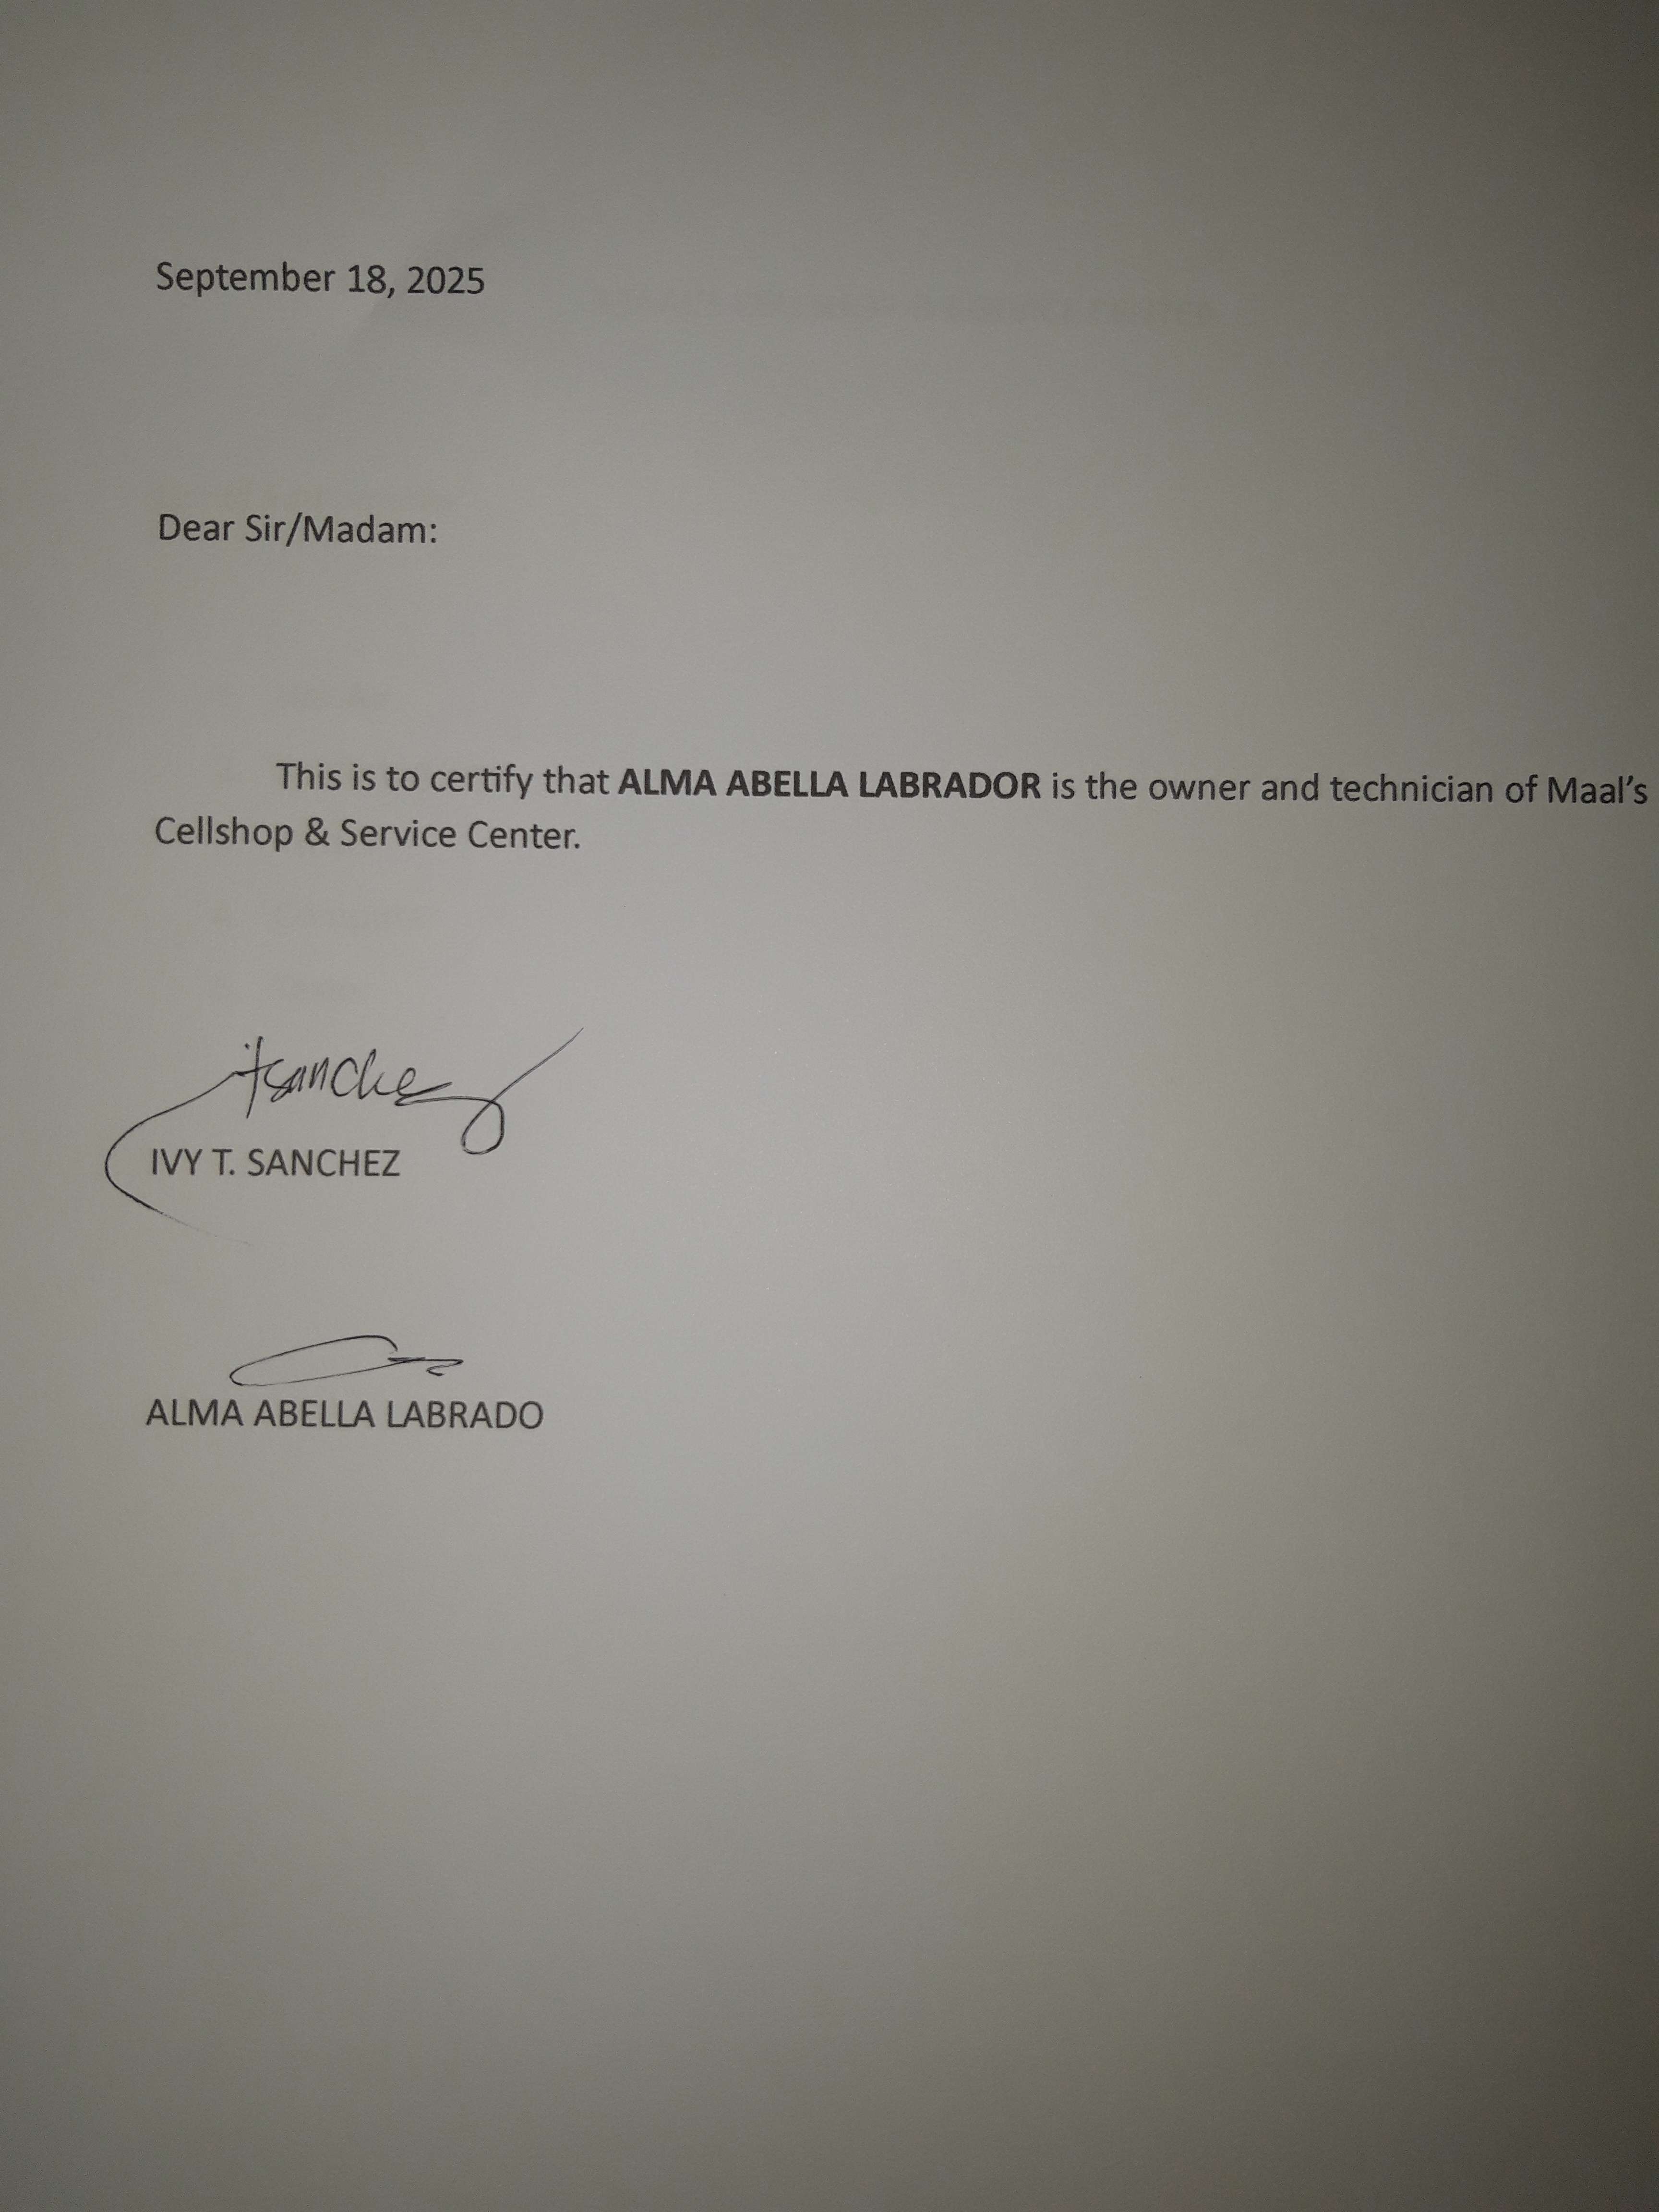 September 18, 2025
Dear Sir/Madam:
This is to certify that ALMA ABELLA LABRADOR is the owner and technician of Maal's
Cellshop & Service Center.
itsanchez
IVY T. SANCHEZ
ALMA ABELLA LABRADO